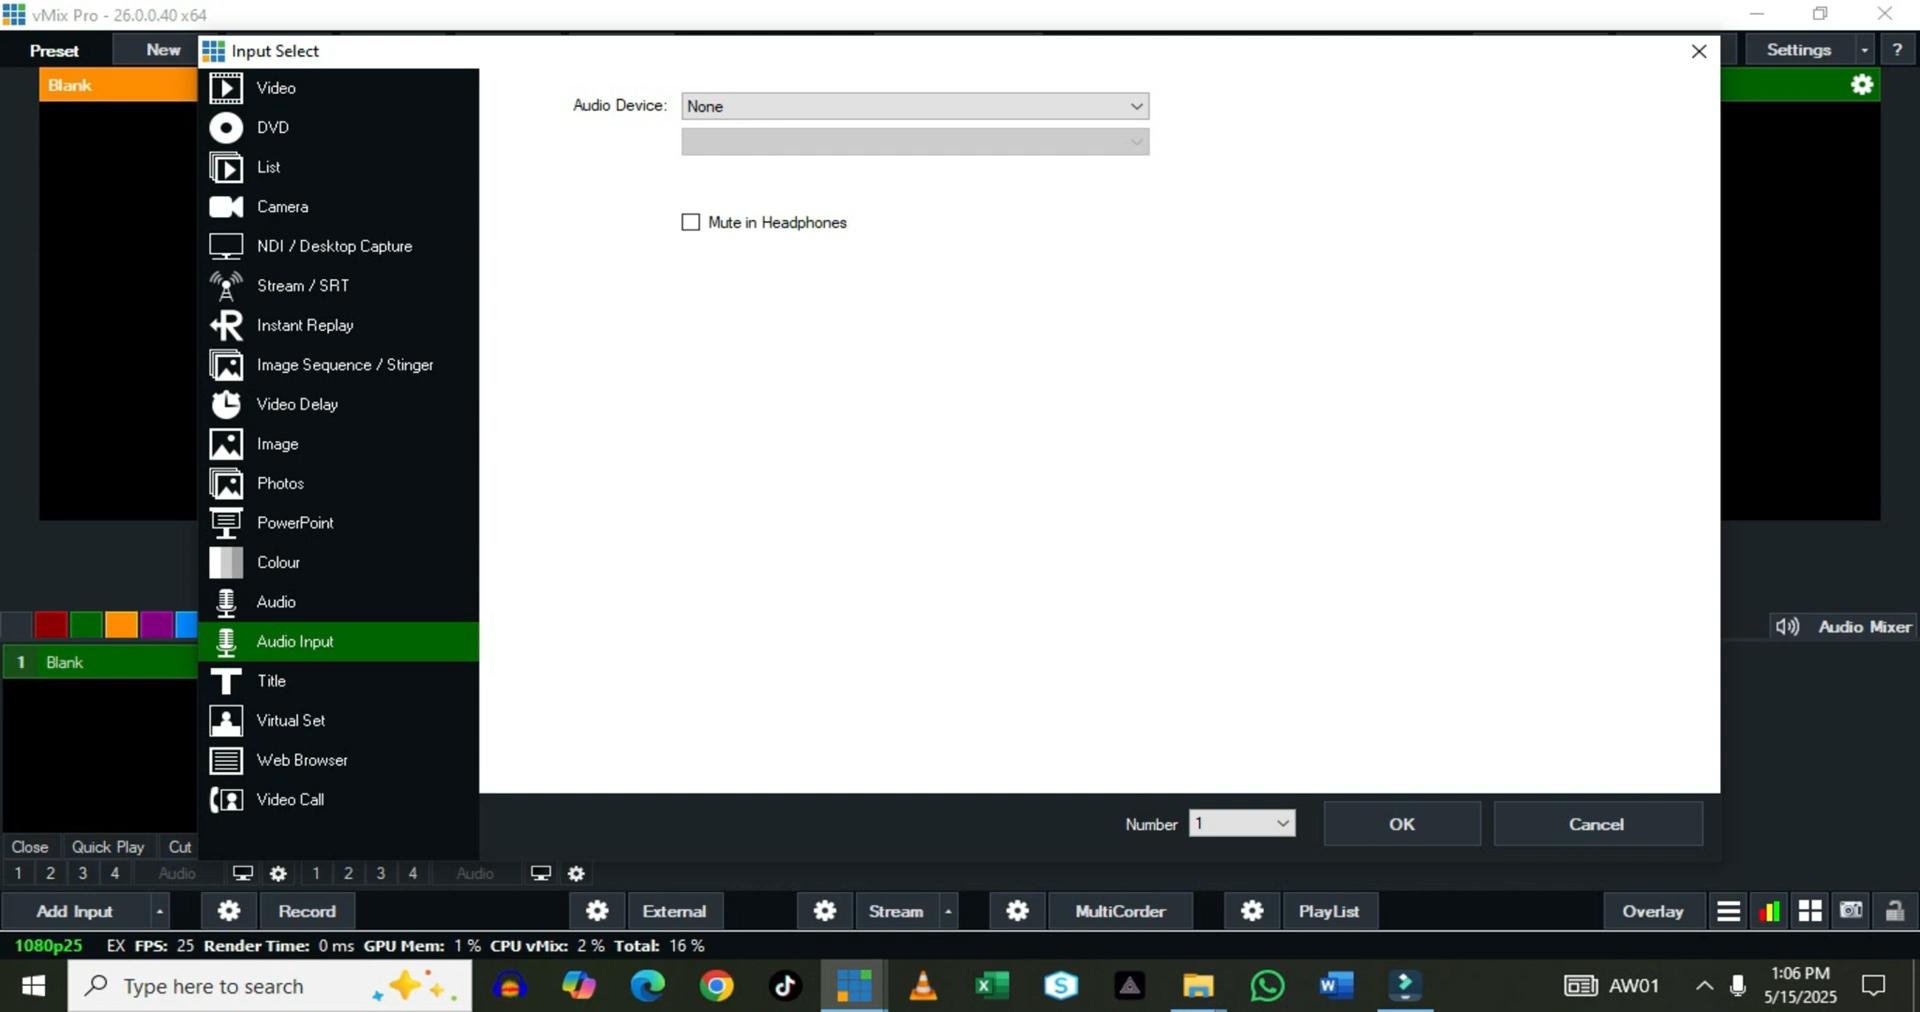 vMix Pro - 26.0.0.40 x64
Preset New Input Select Settings ?
Blank
Video
DVD
List
Camera
NDI / Desktop Capture
Stream / SRT
Instant Replay
Image Sequence / Stinger
Video Delay
Image
Photos
PowerPoint
Colour
Audio
Audio Input
Title
Virtual Set
Web Browser
Video Call
Audio Device: None
Mute in Headphones
Number 1 OK Cancel
Audio Mixer
1 Blank
Close Quick Play Cut
1 2 3 4 Audio 1 2 3 4 Audio
Add Input Record External Stream MultiCorder PlayList Overlay
1080p25 EX FPS: 25 Render Time: 0 ms GPU Mem: 1 % CPU vMix: 2 % Total: 16 %
Type here to search AW01 1:06 PM
5/15/2025